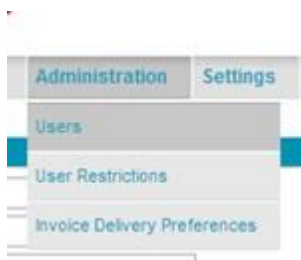 Administration Settings
Users
User Restrictions
Invoice Delivery Preferences